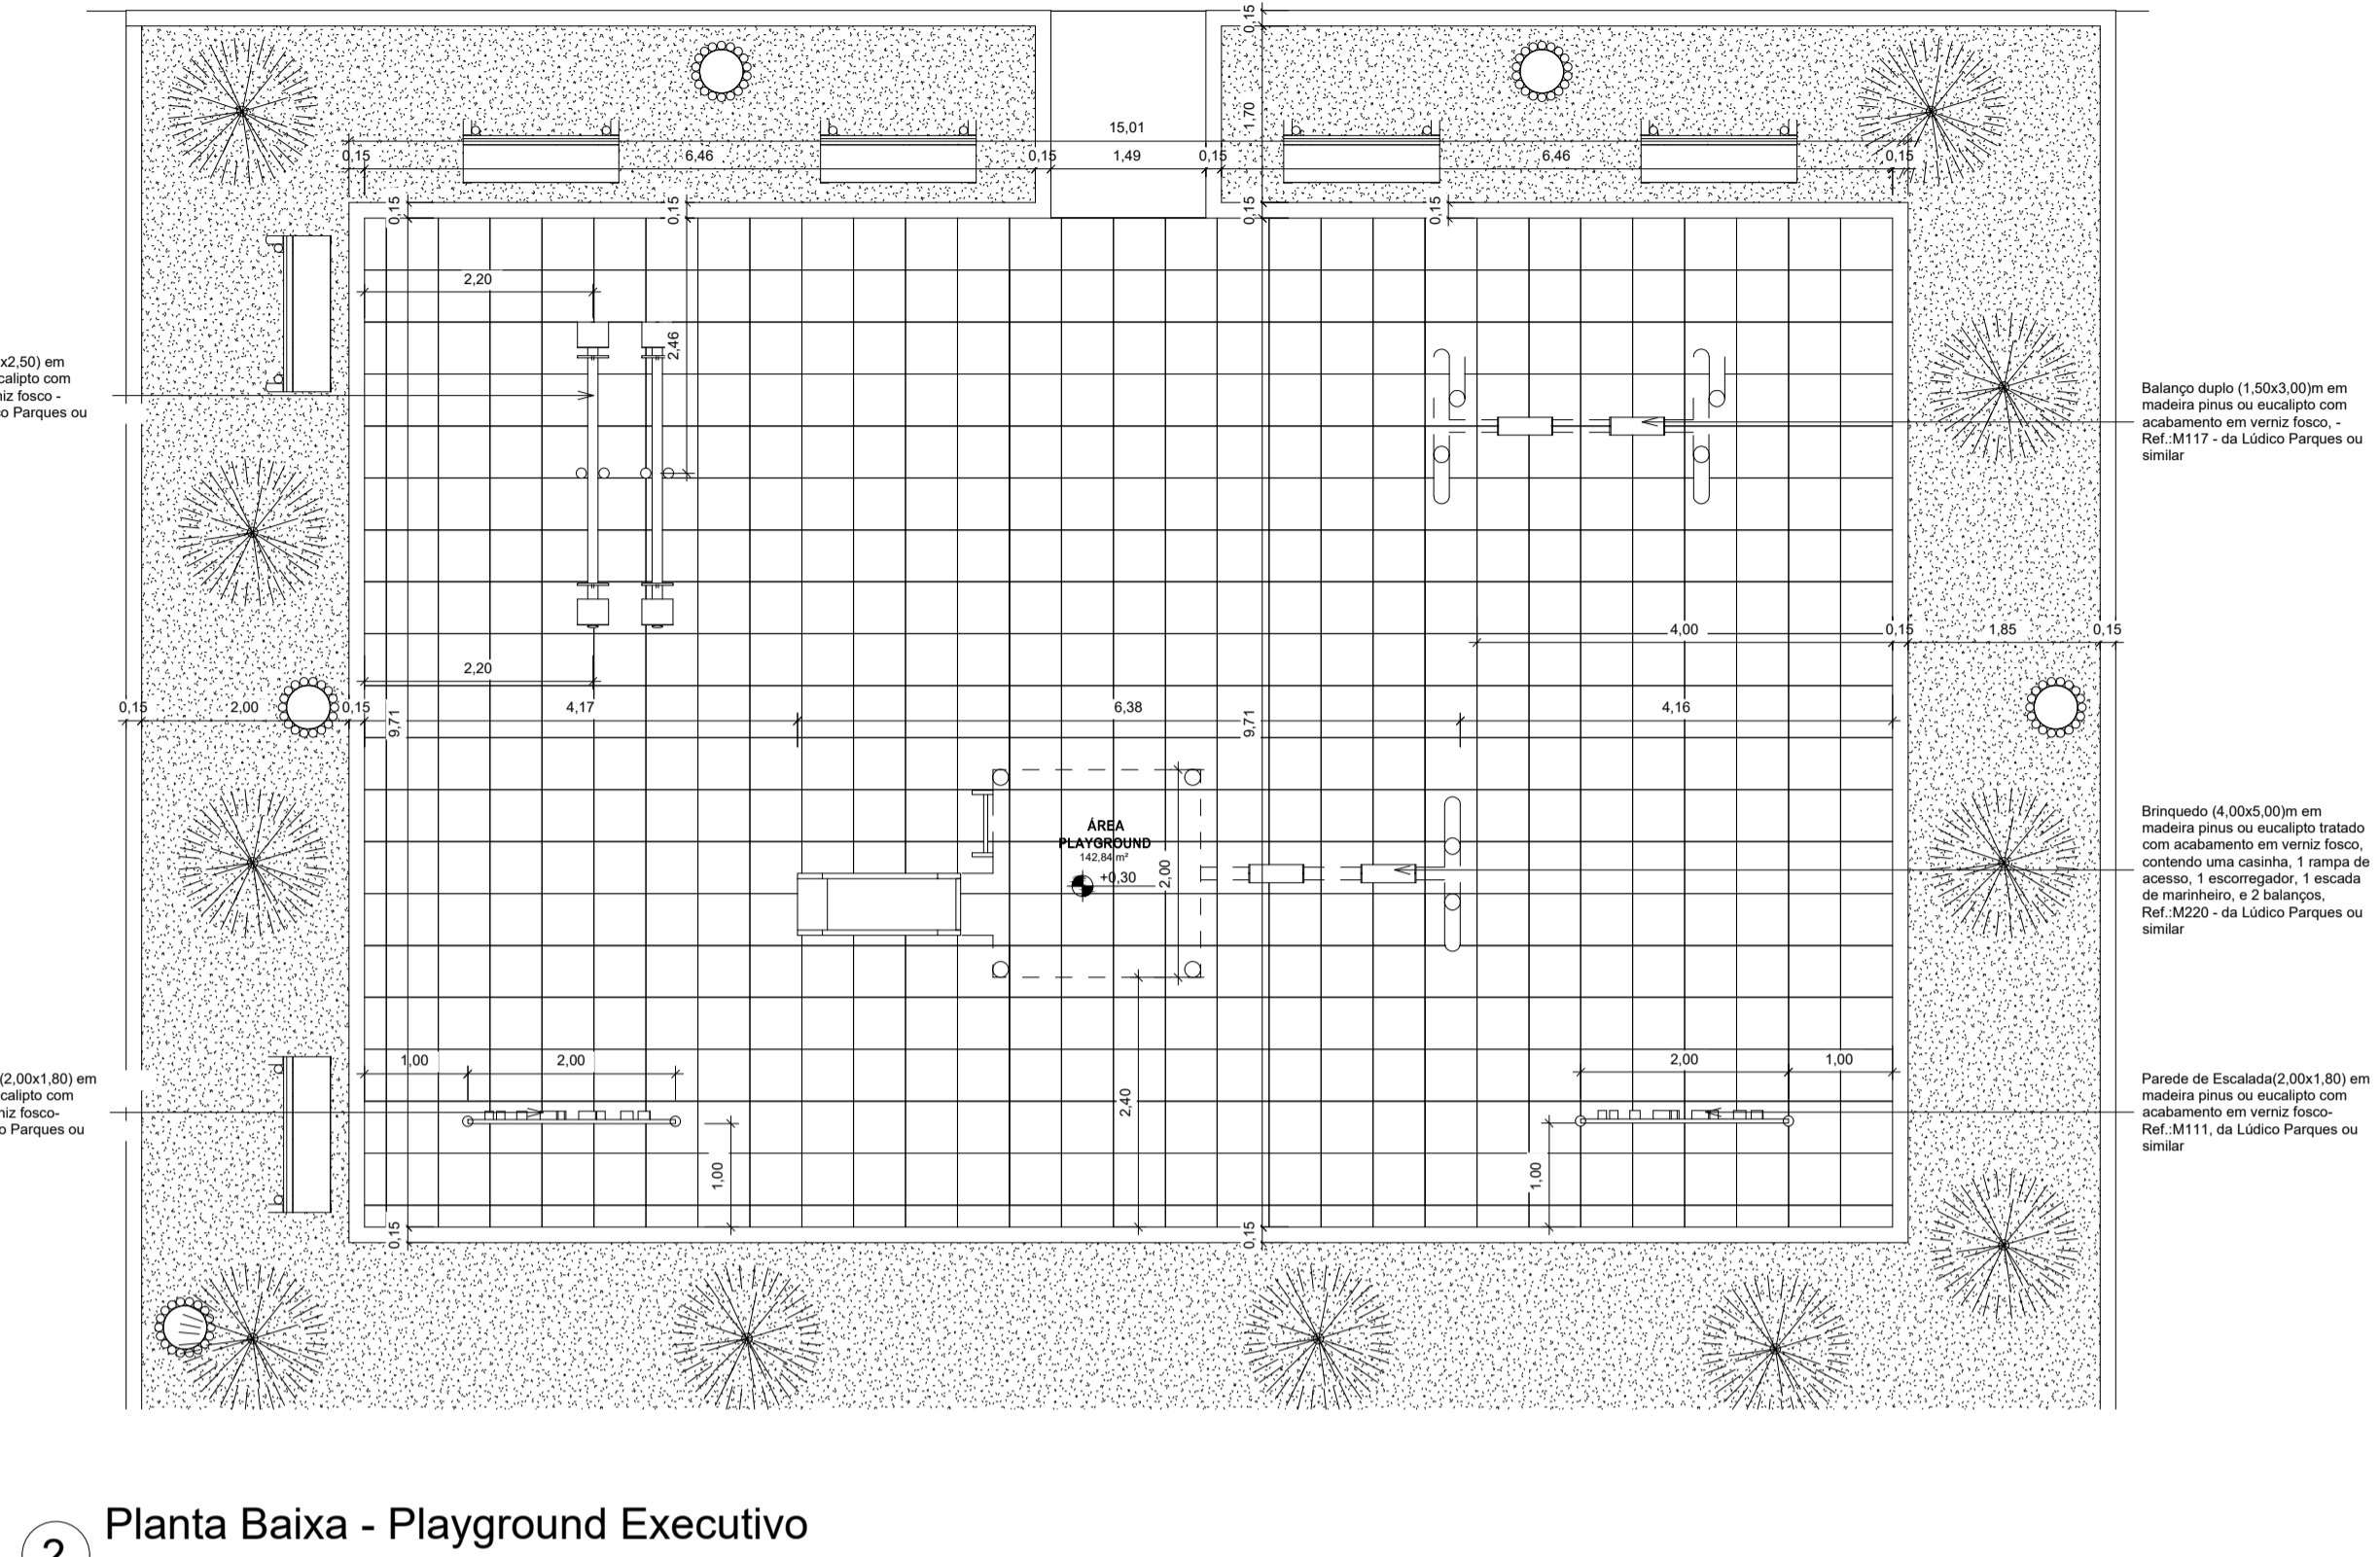 0,15
15,01
1,70
0,15
6,46
0,15
1,49
0,15
6,46
0,15
0,15
0,15
0,15
0,15
2,20
2,46
x2,50) em
calipto com
niz fosco -
co Parques ou
Balanço duplo (1,50x3,00)m em
madeira pinus ou eucalipto com
acabamento em verniz fosco, -
Ref.:M117 - da Lúdico Parques ou
similar
4,00
0,15
1,85
0,15
2,20
0,15
2,00
0,15
9,71
4,17
6,38
9,71
4,16
ÁREA
PLAYGROUND
142,84 m²
+0,30
2,00
Brinquedo (4,00x5,00)m em
madeira pinus ou eucalipto tratado
com acabamento em verniz fosco,
contendo uma casinha, 1 rampa de
acesso, 1 escorregador, 1 escada
de marinheiro, e 2 balanços,
Ref.:M220 - da Lúdico Parques ou
similar
1,00
2,00
2,40
2,00
1,00
(2,00x1,80) em
calipto com
niz fosco-
o Parques ou
Parede de Escalada(2,00x1,80) em
madeira pinus ou eucalipto com
acabamento em verniz fosco-
Ref.:M111, da Lúdico Parques ou
similar
1,00
1,00
0,15
0,15
2
Planta Baixa - Playground Executivo